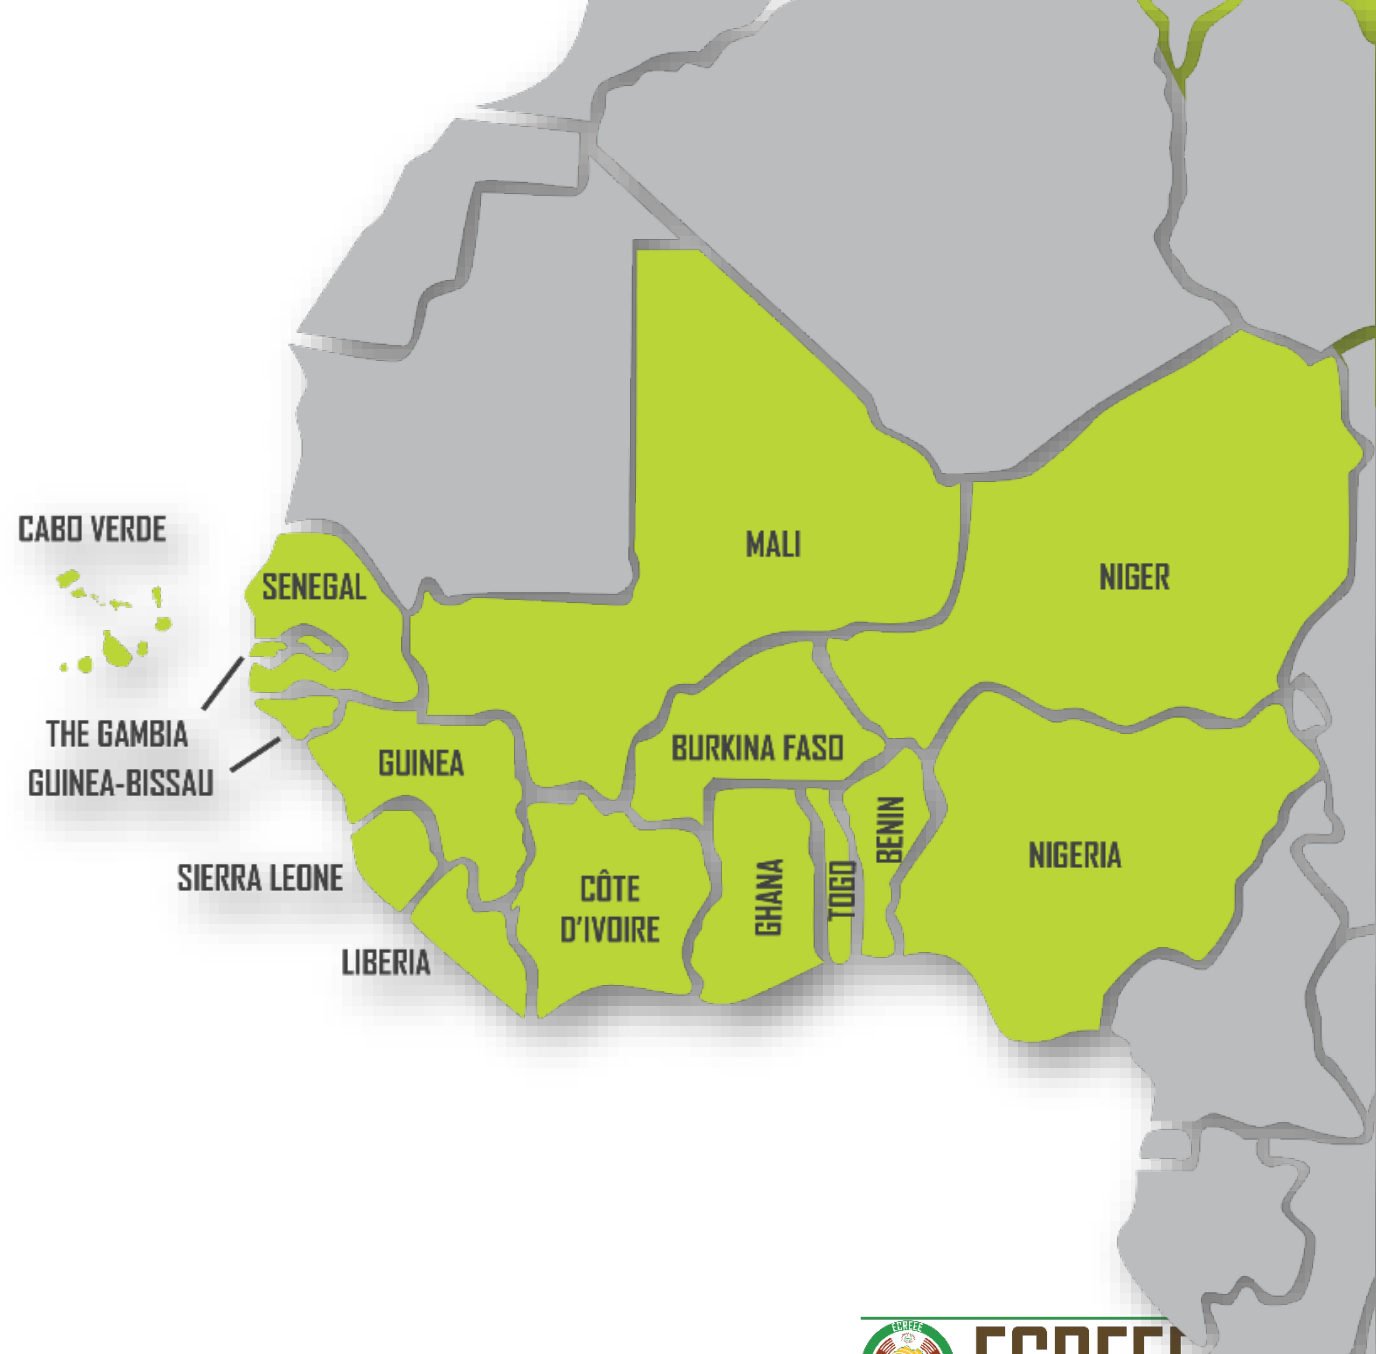 CABO VERDE
SENEGAL
MALI
NIGER
THE GAMBIA
GUINEA-BISSAU
GUINEA
BURKINA FASO
BENIN
NIGERIA
SIERRA LEONE
CÔTE
D'IVOIRE
GHANA
TOGO
LIBERIA
ECREEE